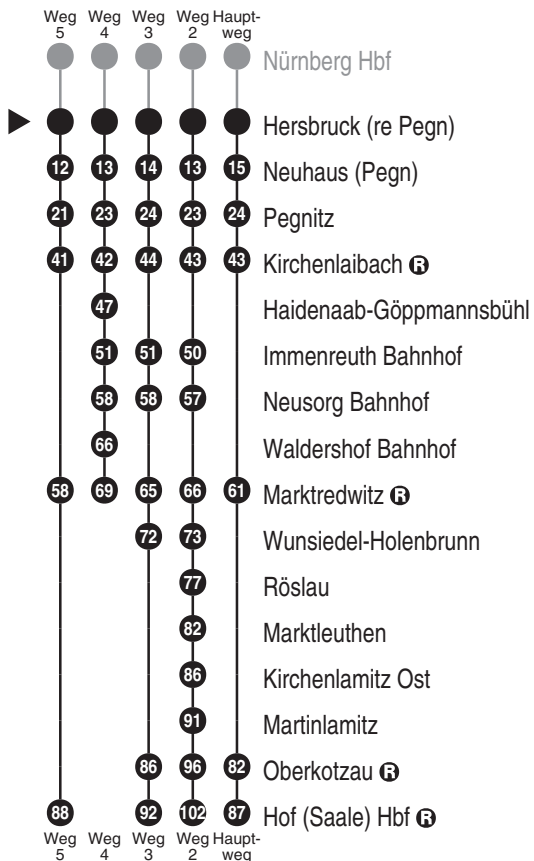 Weg Weg Weg Weg Haupt-
5 4 3 2 weg
Nürnberg Hbf
Hersbruck (re Pegn)
12 13 14 13 15 Neuhaus (Pegn)
21 23 24 23 24 Pegnitz
41 42 44 43 43 Kirchenlaibach R
47 Haidenaab-Göppmannsbühl
51 51 50 Immenreuth Bahnhof
58 58 57 Neusorg Bahnhof
66 Waldershof Bahnhof
58 69 65 66 61 Marktredwitz R
72 73 Wunsiedel-Holenbrunn
77 Röslau
82 Marktleuthen
86 Kirchenlamitz Ost
91 Martinlamitz
86 96 82 Oberkotzau R
88 92 102 87 Hof (Saale) Hbf R
Weg Weg Weg Weg Haupt-
5 4 3 2 weg